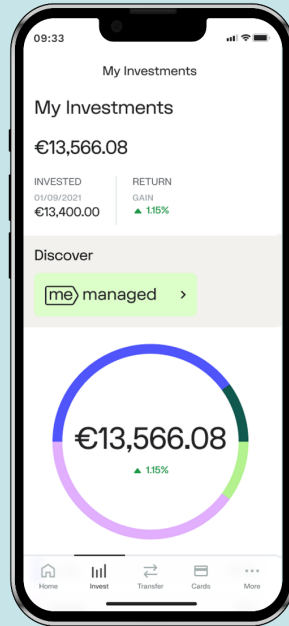 09:33
My Investments
My Investments
€13,566.08
INVESTED
01/09/2021
€13,400.00
RETURN
GAIN
▲ 1.15%
Discover
me managed >
€13,566.08
▲ 1.15%
Home Invest Transfer Cards More